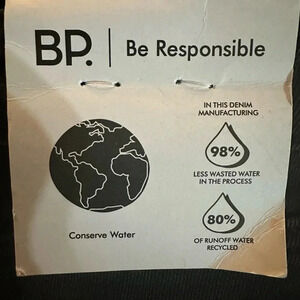 BP. | Be Responsible
IN THIS DENIM
MANUFACTURING
98%
LESS WASTED WATER
IN THE PROCESS
80%
OF RUNOFF WATER
RECYCLED
Conserve Water